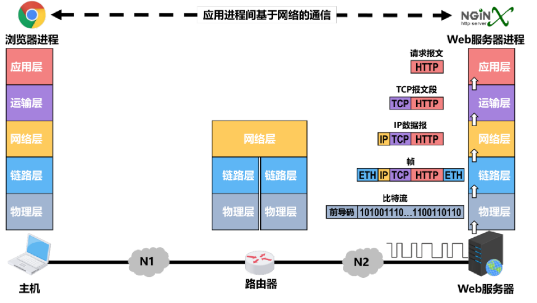 应用进程间基于网络的通信
NGiNX
http server
浏览器进程
Web服务器进程
应用层
运输层
网络层
链路层
物理层
网络层
链路层 链路层
物理层 物理层
请求报文
HTTP
TCP报文段
TCP HTTP
IP数据报
IP TCP HTTP
帧
ETH IP TCP HTTP ETH
比特流
前导码 101001110…1100110110
应用层
运输层
网络层
链路层
物理层
N1
N2
主机
路由器
Web服务器